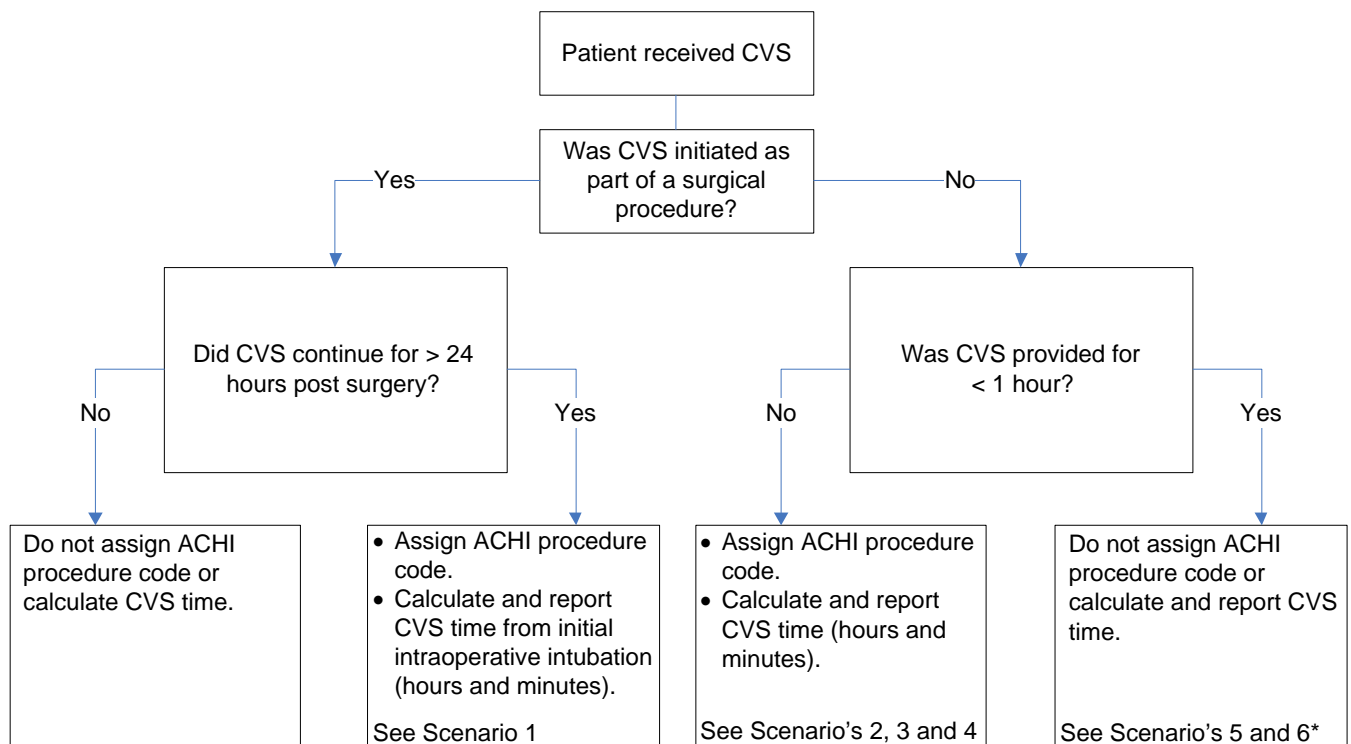 Patient received CVS
Was CVS initiated as
part of a surgical
procedure?
Yes
No
Did CVS continue for > 24
hours post surgery?
Was CVS provided for
< 1 hour?
No
Yes
No
Yes
Do not assign ACHI
procedure code or
calculate CVS time.
• Assign ACHI procedure
code.
• Calculate and report
CVS time from initial
intraoperative intubation
(hours and minutes).
See Scenario 1
• Assign ACHI procedure
code.
• Calculate and report
CVS time (hours and
minutes).
See Scenario's 2, 3 and 4
Do not assign ACHI
procedure code or
calculate and report CVS
time.
See Scenario's 5 and 6*